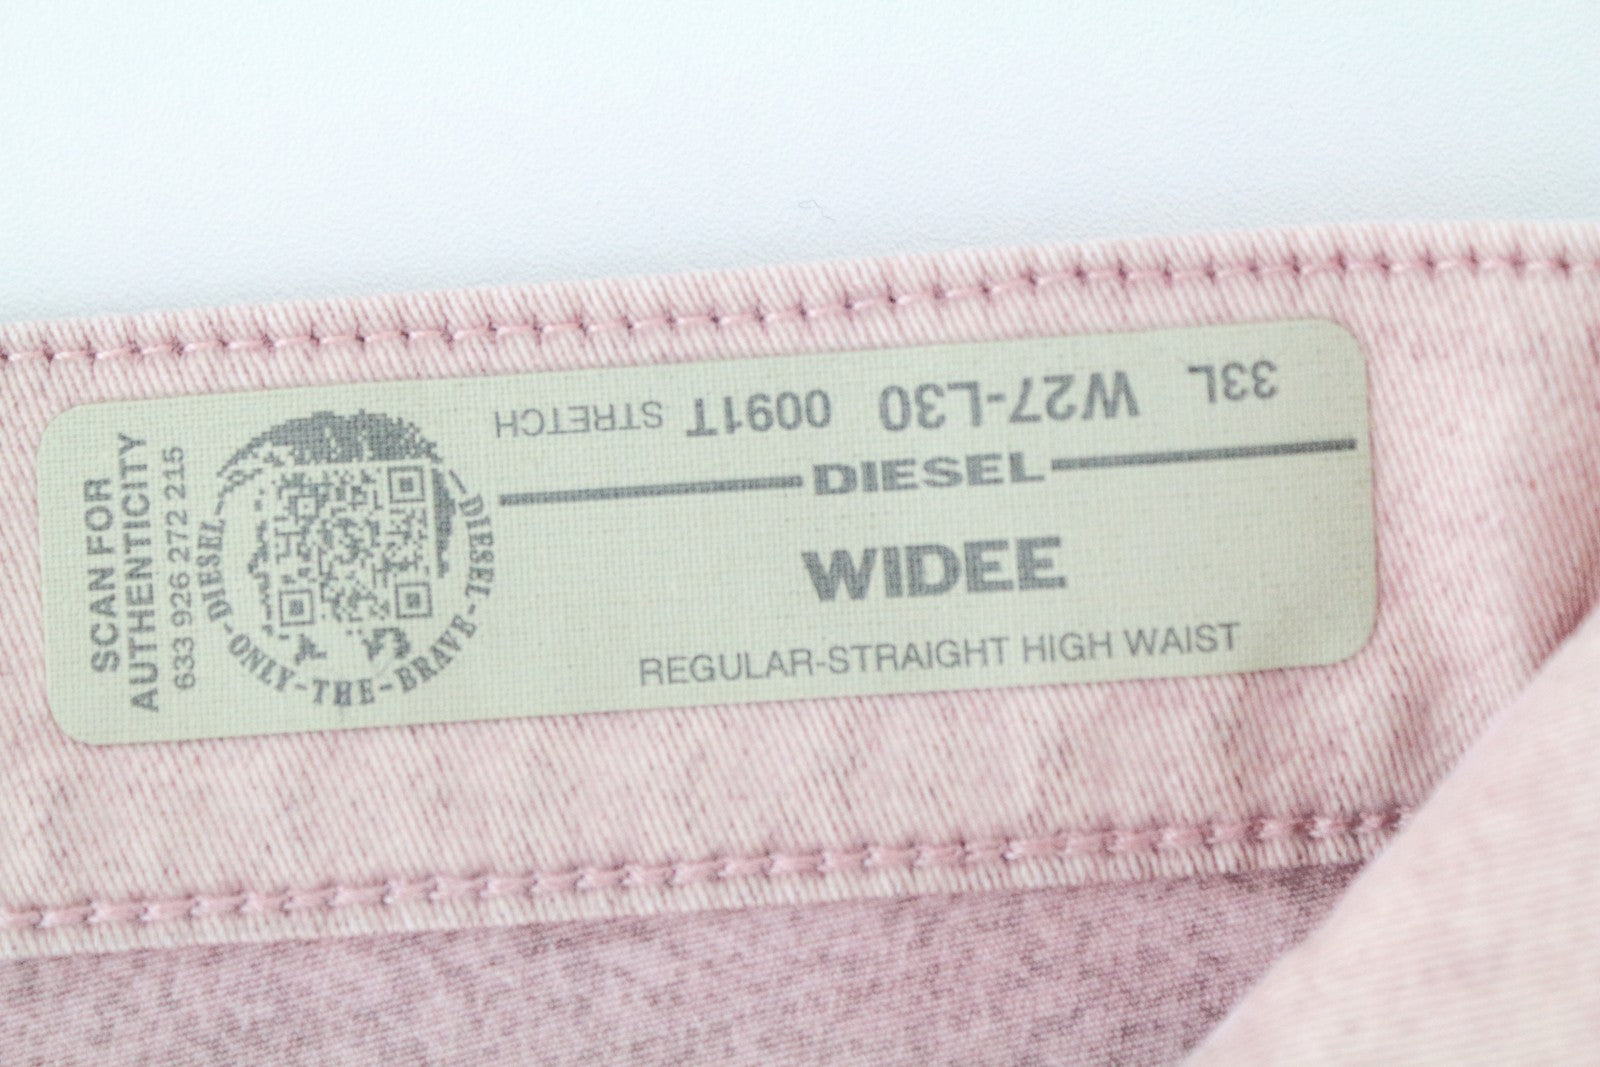 SCAN FOR
AUTHENTICITY
633 926 272 215
DIESEL-ONLY-THE-BRAVE-DIESEL
33L W27-L30 0091T STRETCH
DIESEL
WIDEE
REGULAR-STRAIGHT HIGH WAIST